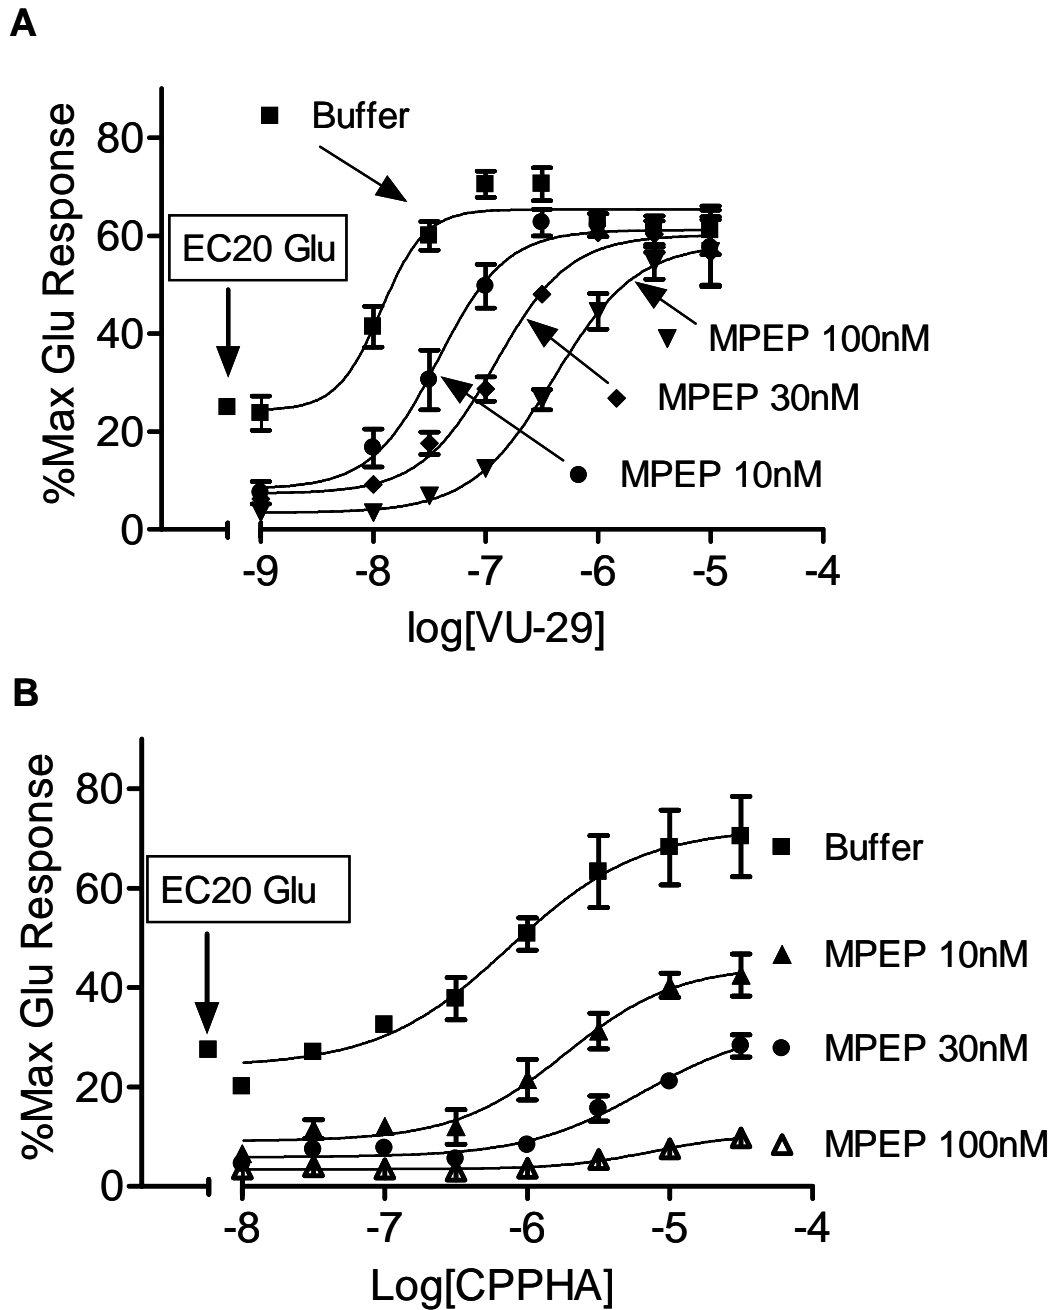 A
Buffer
80
EC20 Glu
60
%Max Glu Response
40
MPEP 100nM
MPEP 30nM
20
MPEP 10nM
0
-9 -8 -7 -6 -5 -4
log[VU-29]
B
80
Buffer
EC20 Glu
60
%Max Glu Response
MPEP 10nM
40
MPEP 30nM
20
MPEP 100nM
0
-8 -7 -6 -5 -4
Log[CPPHA]